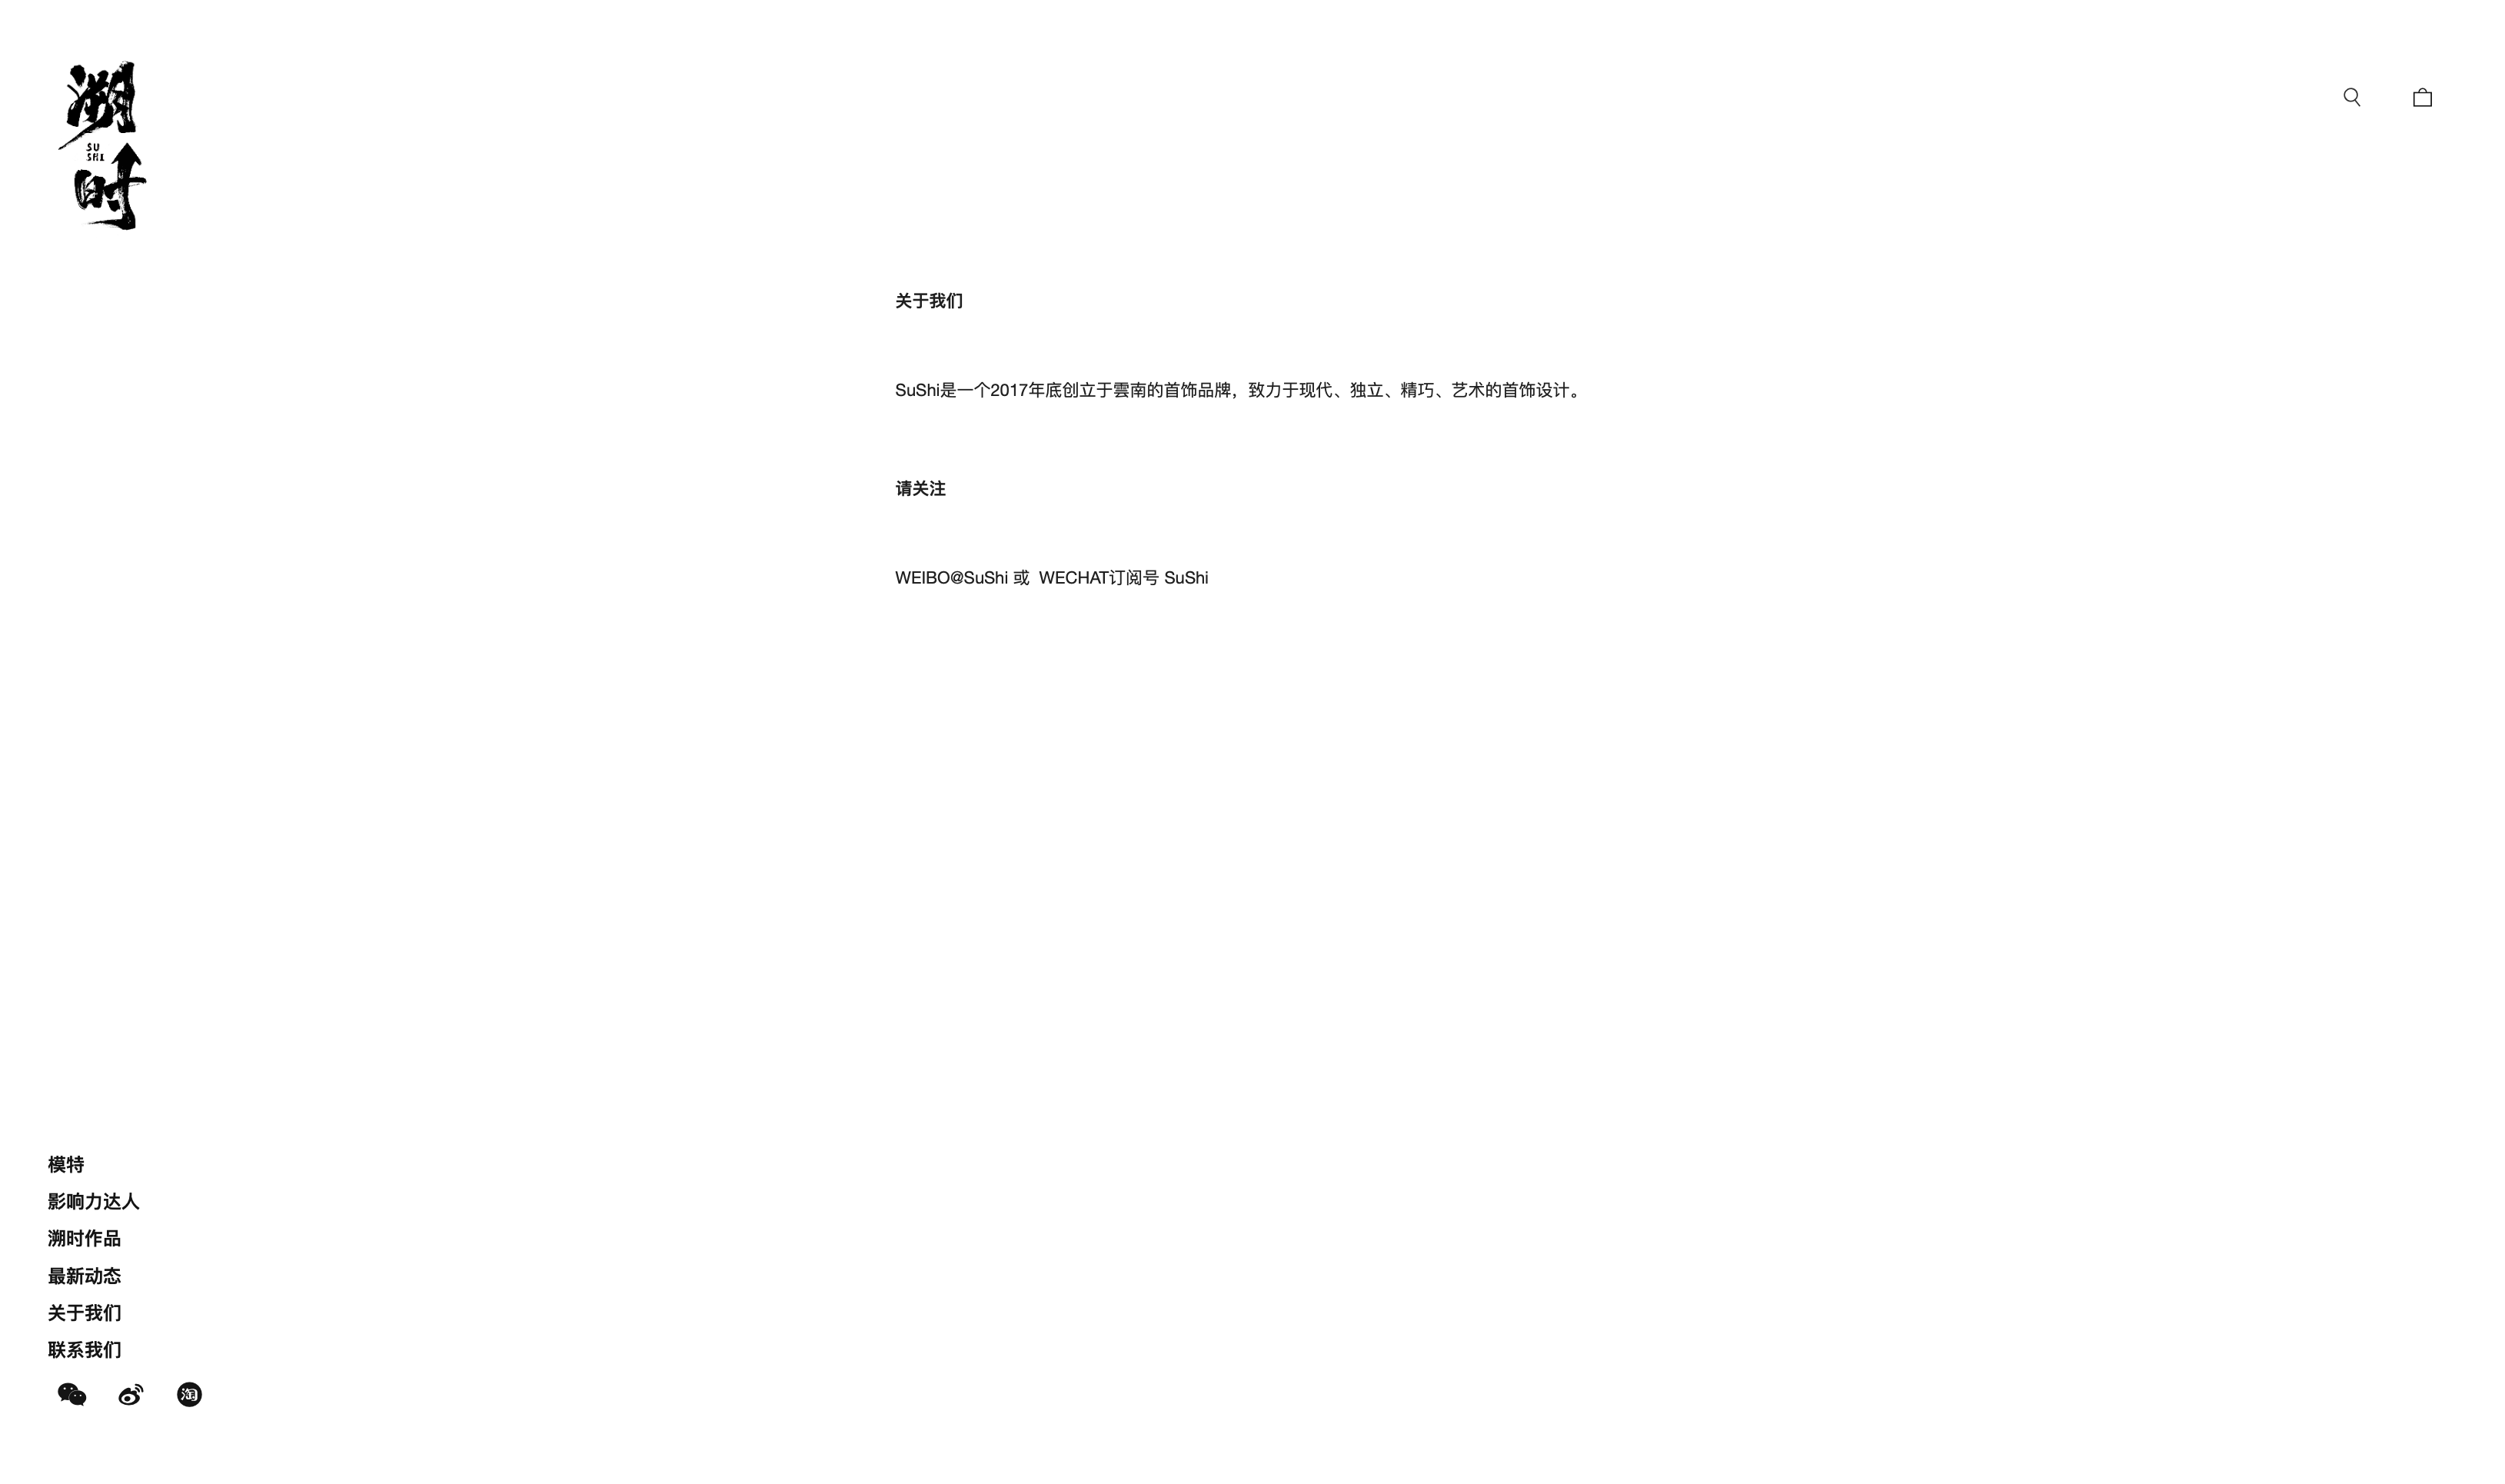 溯
SU
SHI
时
关于我们
SuShi是一个2017年底创立于雲南的首饰品牌，致力于现代、独立、精巧、艺术的首饰设计。
请关注
WEIBO@SuShi 或  WECHAT订阅号 SuShi
模特
影响力达人
溯时作品
最新动态
关于我们
联系我们
淘